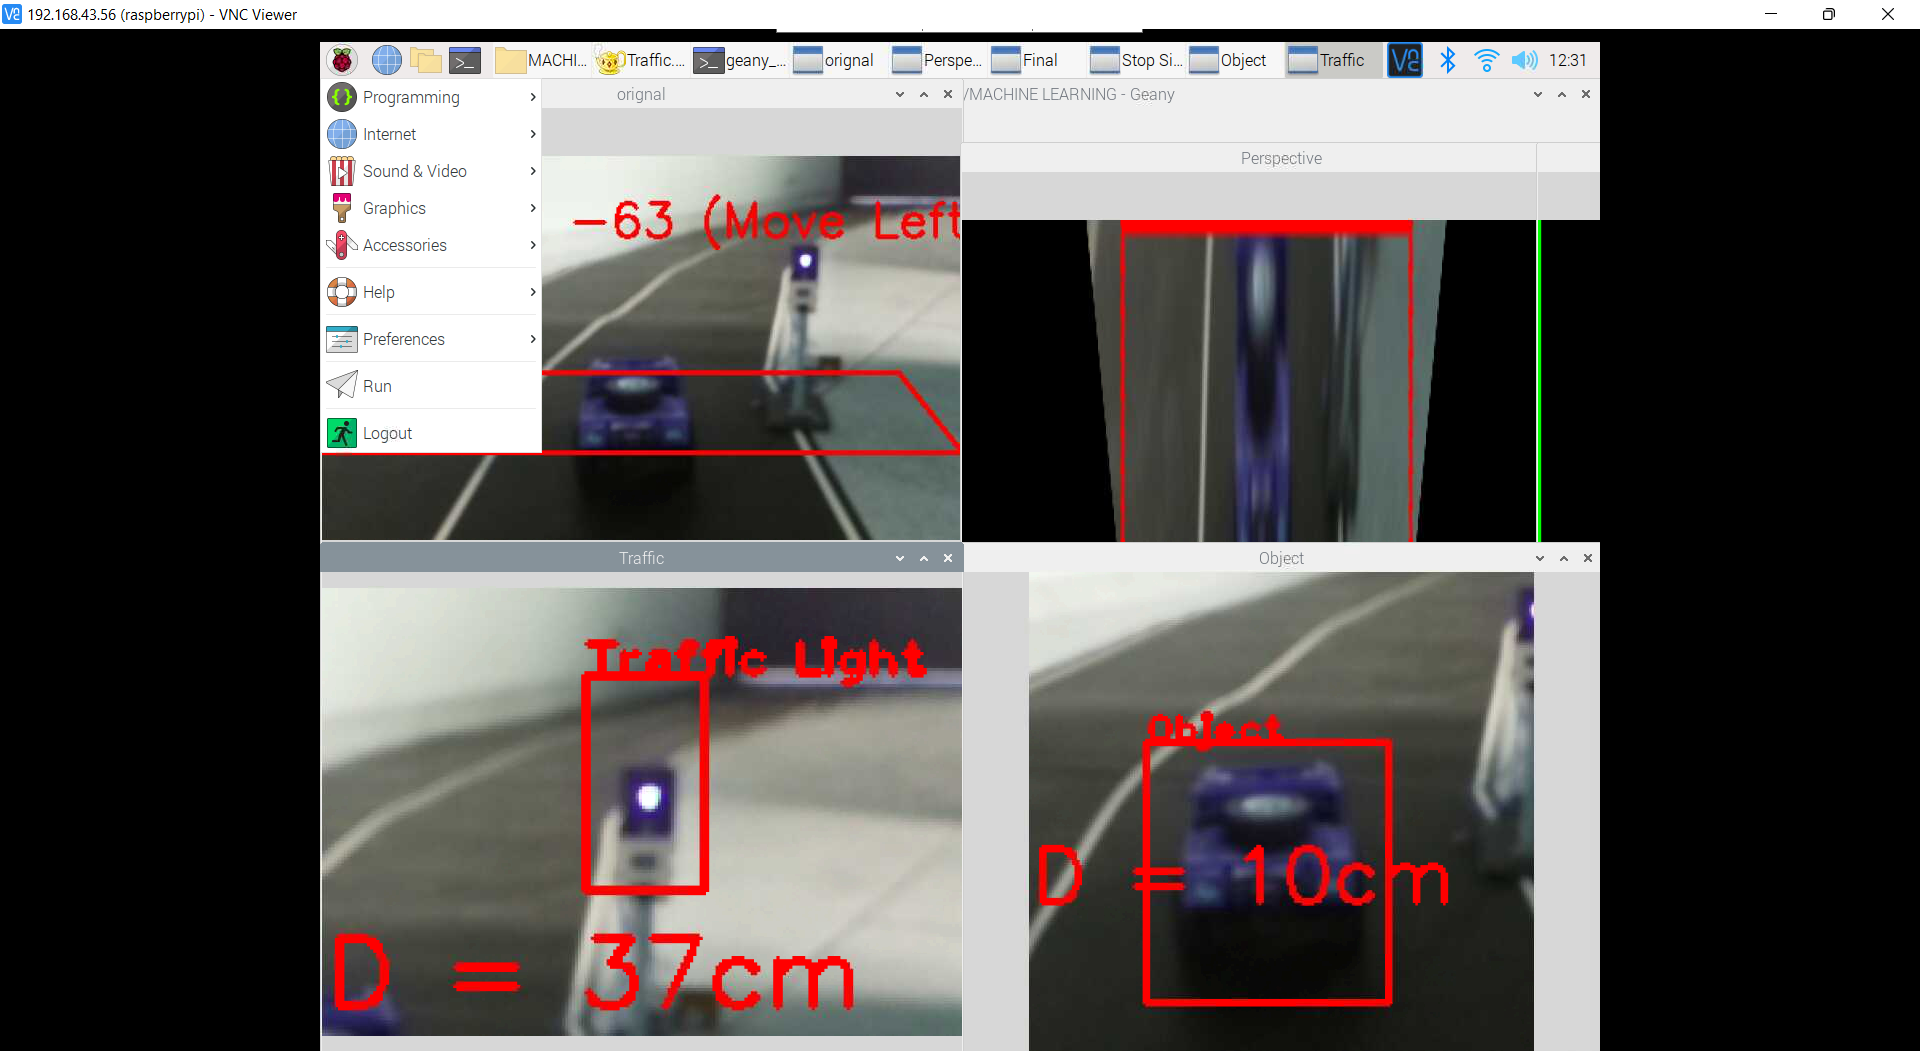 192.168.43.56 (raspberrypi) - VNC Viewer
MACHI...
Traffic....
geany_...
orignal
Perspe...
Final
Stop Si...
Object
Traffic
12:31
Programming
Internet
Sound & Video
Graphics
Accessories
Help
Preferences
Run
Logout
orignal
/MACHINE LEARNING - Geany
Perspective
-63 (Move Left
Traffic
Object
Traffic Light
D = 37cm
Object
D = 10cm